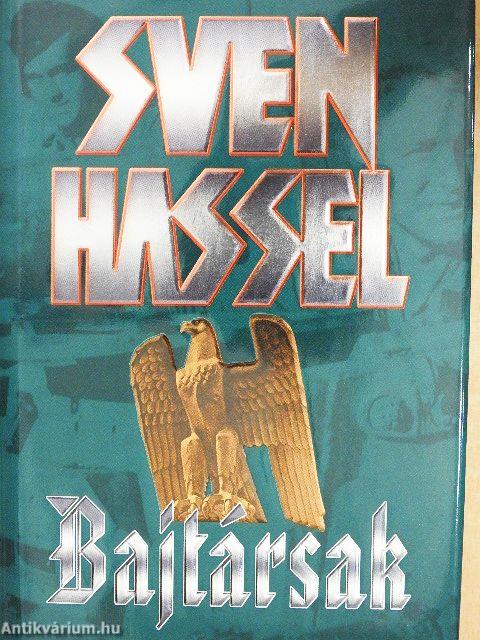 SVEN
HASSEL
Bajtársak
Antikvárium.hu